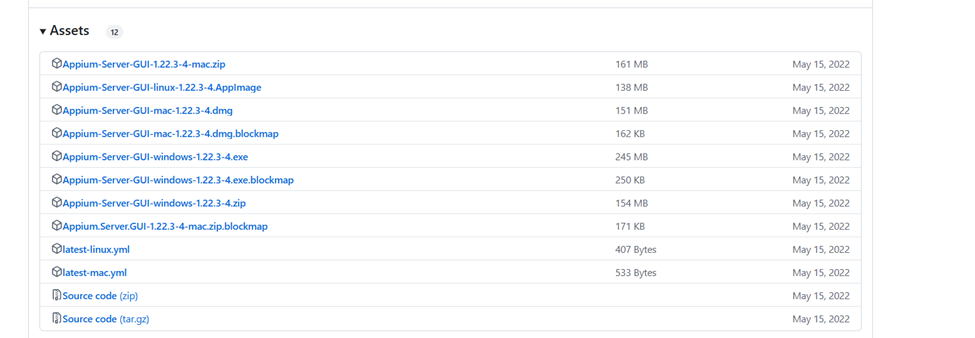 Assets 12
Appium-Server-GUI-1.22.3-4-mac.zip 161 MB May 15, 2022
Appium-Server-GUI-linux-1.22.3-4.AppImage 138 MB May 15, 2022
Appium-Server-GUI-mac-1.22.3-4.dmg 151 MB May 15, 2022
Appium-Server-GUI-mac-1.22.3-4.dmg.blockmap 162 KB May 15, 2022
Appium-Server-GUI-windows-1.22.3-4.exe 245 MB May 15, 2022
Appium-Server-GUI-windows-1.22.3-4.exe.blockmap 250 KB May 15, 2022
Appium-Server-GUI-windows-1.22.3-4.zip 154 MB May 15, 2022
Appium.Server.GUI-1.22.3-4-mac.zip.blockmap 171 KB May 15, 2022
latest-linux.yml 407 Bytes May 15, 2022
latest-mac.yml 533 Bytes May 15, 2022
Source code (zip) May 15, 2022
Source code (tar.gz) May 15, 2022